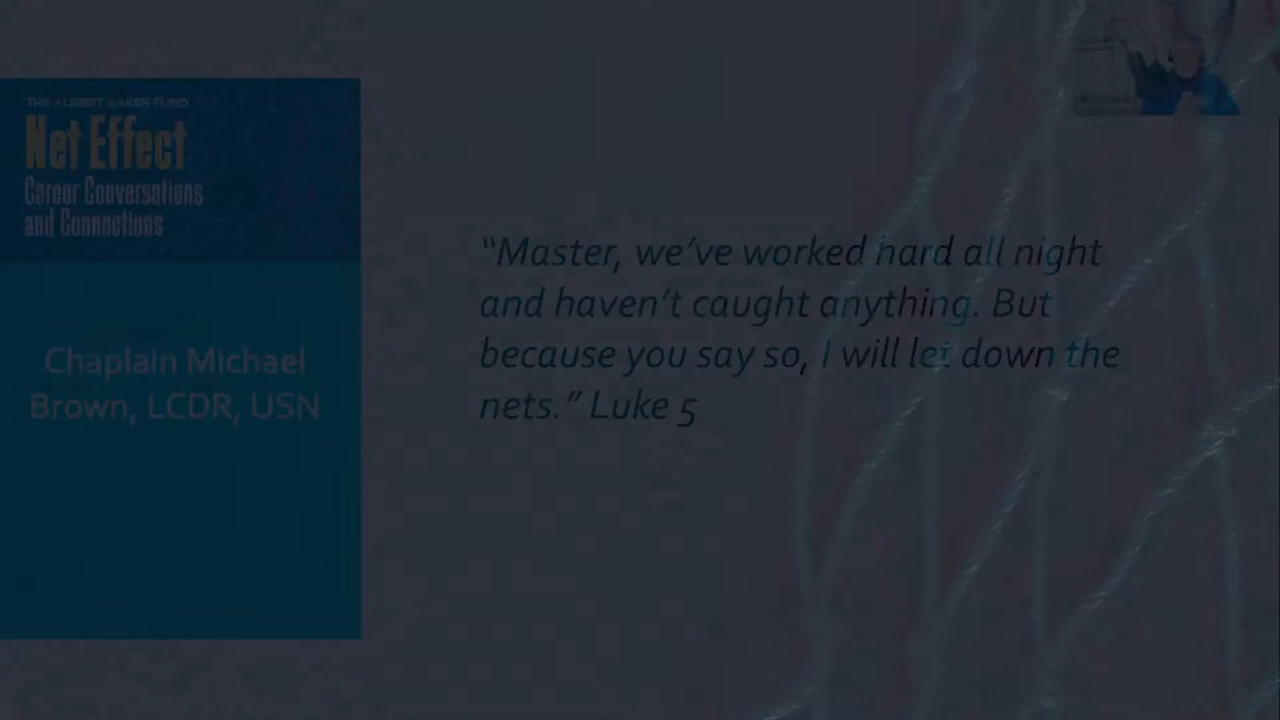 THE ALBERT BAKER FUND
Net Effect
Career Conversations
and Connections
Chaplain Michael
Brown, LCDR, USN
“Master, we’ve worked hard all night
and haven’t caught anything. But
because you say so, I will let down the
nets.” Luke 5